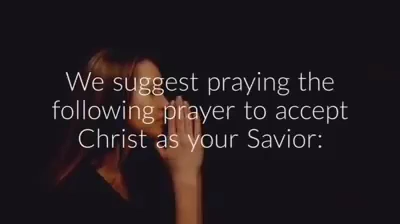 We suggest praying the
following prayer to accept
Christ as your Savior: